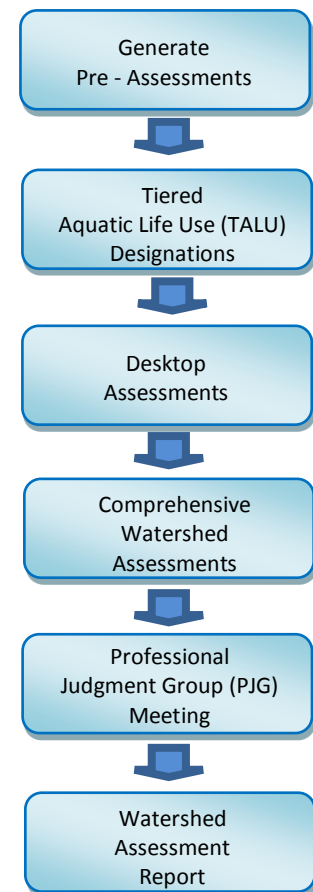 Generate
Pre - Assessments
Tiered
Aquatic Life Use (TALU)
Designations
Desktop
Assessments
Comprehensive
Watershed
Assessments
Professional
Judgment Group (PJG)
Meeting
Watershed
Assessment
Report